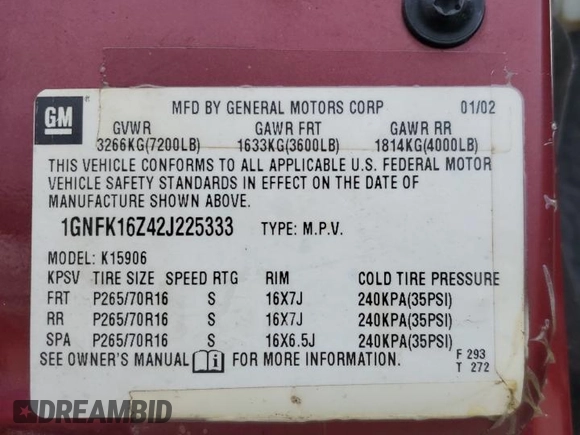 GM
MFD BY GENERAL MOTORS CORP 01/02
GVWR GAWR FRT GAWR RR
3266KG(7200LB) 1633KG(3600LB) 1814KG(4000LB)
THIS VEHICLE CONFORMS TO ALL APPLICABLE U.S. FEDERAL MOTOR
VEHICLE SAFETY STANDARDS IN EFFECT ON THE DATE OF
MANUFACTURE SHOWN ABOVE.
1GNFK16Z42J225333 TYPE: M.P.V.
MODEL: K15906
KPSV TIRE SIZE SPEED RTG RIM COLD TIRE PRESSURE
FRT P265/70R16 S 16X7J 240KPA(35PSI)
RR P265/70R16 S 16X7J 240KPA(35PSI)
SPA P265/70R16 S 16X6.5J 240KPA(35PSI)
SEE OWNER'S MANUAL i FOR MORE INFORMATION.
F 293
T 272
DREAMBID